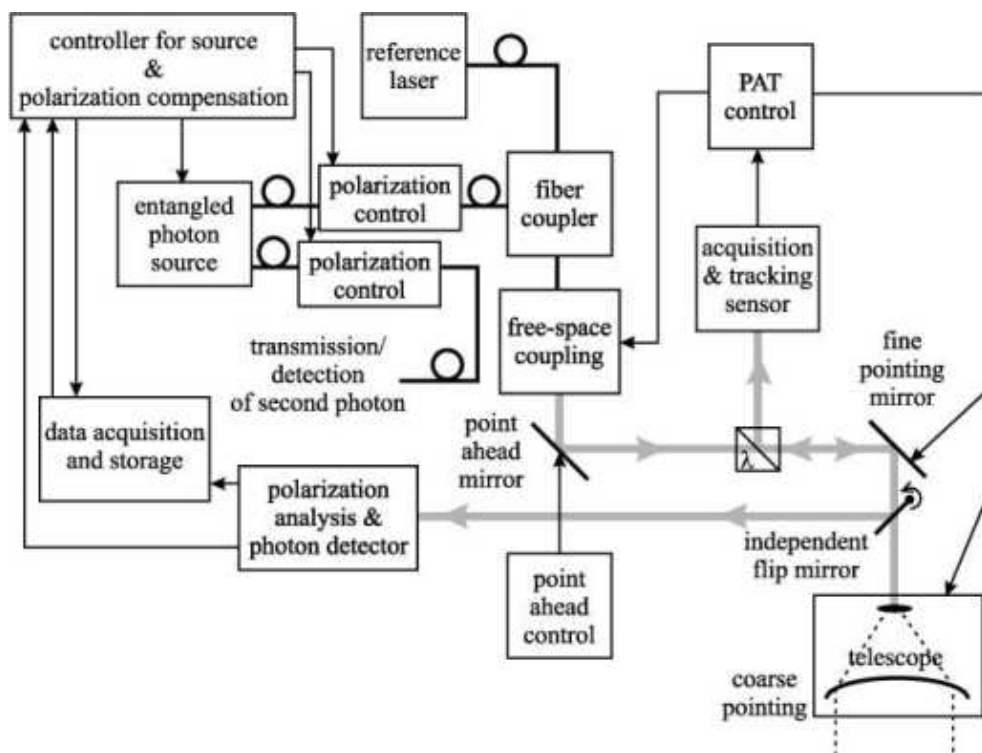 controller for source
&
polarization compensation
reference
laser
PAT
control
entangled
photon
source
polarization
control
fiber
coupler
acquisition
& tracking
sensor
polarization
control
free-space
coupling
transmission/
detection
of second photon
fine
pointing
mirror
data acquisition
and storage
point
ahead
mirror
λ
polarization
analysis &
photon detector
independent
flip mirror
point
ahead
control
telescope
coarse
pointing